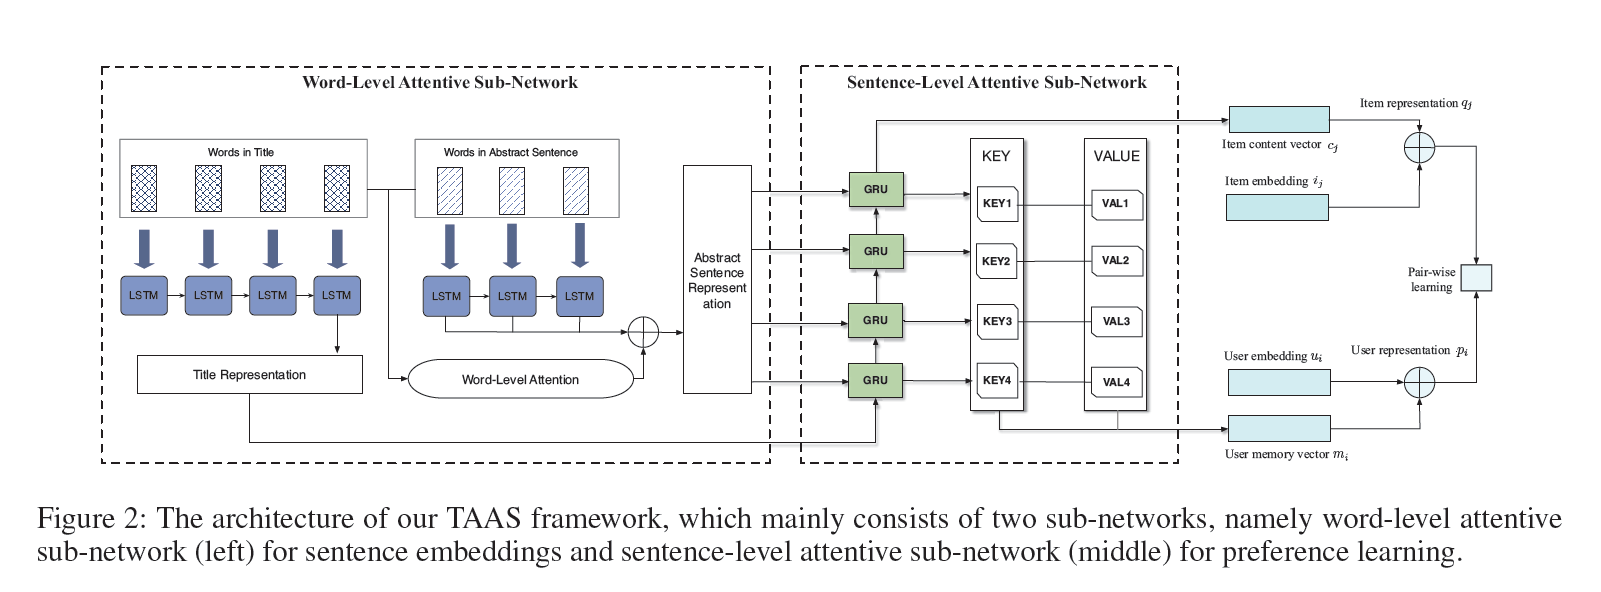 Word-Level Attentive Sub-Network
Words in Title
LSTM
LSTM
LSTM
LSTM
Title Representation
Words in Abstract Sentence
LSTM
LSTM
LSTM
Word-Level Attention
Abstract
Sentence
Represent
ation
Sentence-Level Attentive Sub-Network
GRU
GRU
GRU
GRU
KEY
KEY1
KEY2
KEY3
KEY4
VALUE
VAL1
VAL2
VAL3
VAL4
Item representation qj
Item content vector cj
Item embedding ij
Pair-wise
learning
User representation pi
User embedding ui
User memory vector mi
Figure 2: The architecture of our TAAS framework, which mainly consists of two sub-networks, namely word-level attentive
sub-network (left) for sentence embeddings and sentence-level attentive sub-network (middle) for preference learning.